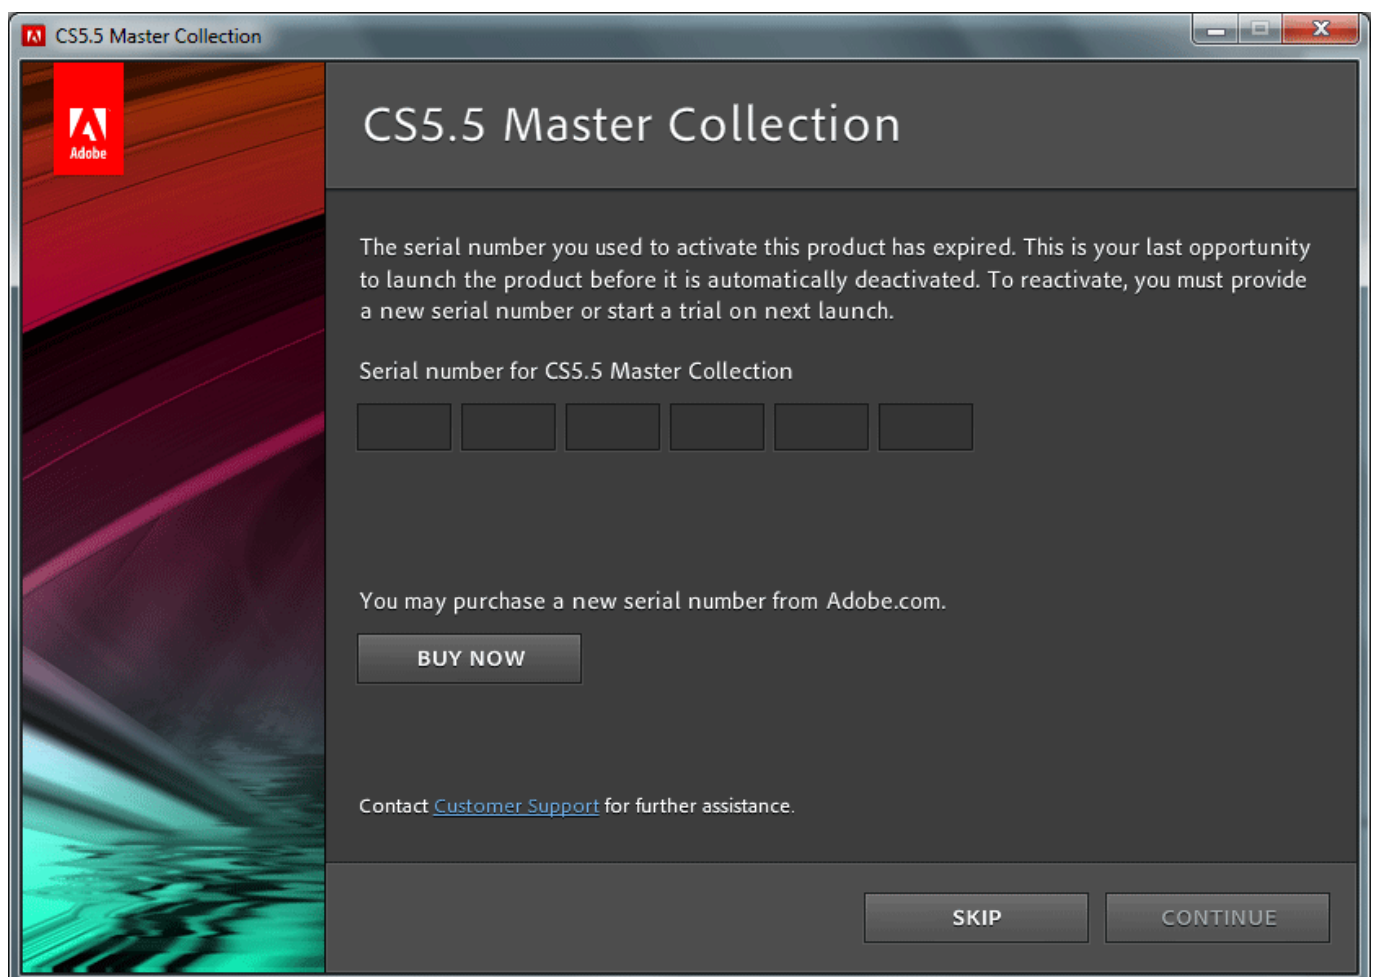 CS5.5 Master Collection
Adobe
CS5.5 Master Collection
The serial number you used to activate this product has expired. This is your last opportunity
to launch the product before it is automatically deactivated. To reactivate, you must provide
a new serial number or start a trial on next launch.
Serial number for CS5.5 Master Collection
You may purchase a new serial number from Adobe.com.
BUY NOW
Contact Customer Support for further assistance.
SKIP
CONTINUE